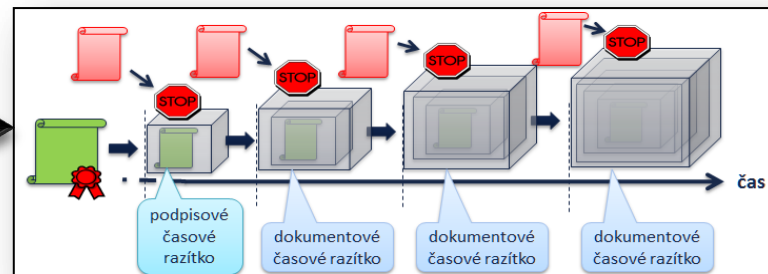 STOP
STOP
STOP
STOP
čas
podpisové
časové
razítko
dokumentové
časové razítko
dokumentové
časové razítko
dokumentové
časové razítko